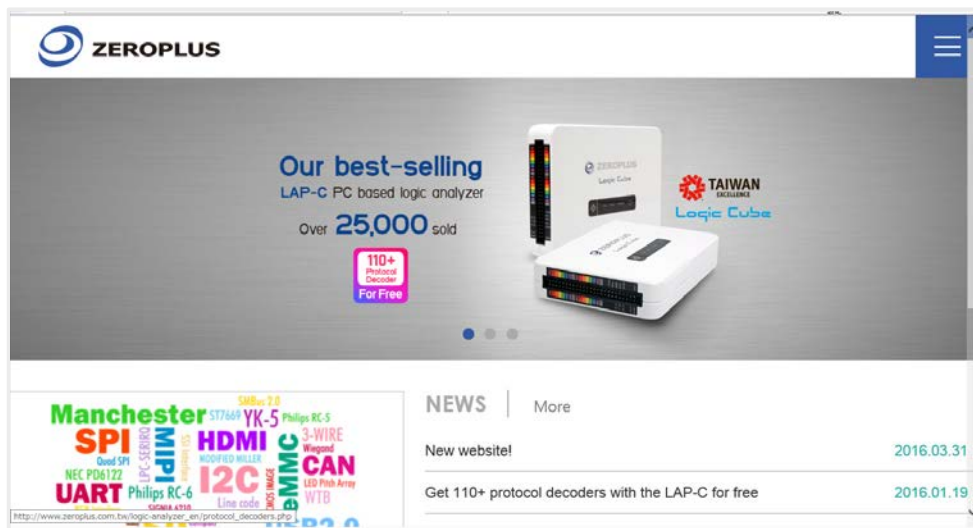 ZEROPLUS
Our best-selling
LAP-C PC based logic analyzer
Over 25,000 sold
110+
Protocol
Decoder
For Free
ZEROPLUS
Logic Cube
TAIWAN
EXCELLENCE
Logic Cube
NEWS | More
New website! 2016.03.31
Get 110+ protocol decoders with the LAP-C for free 2016.01.19
SMBus 2.0
Manchester ST7669 YK-5 Philips RC-5
SPI LPC-SERIRQ MIPI HDMI 3-WIRE
Wiegand
Quad SPI MODIFIED MILLER eMMC CAN
NEC PD6122 I2C LED Pitch Array
UART Philips RC-6 Line code WTB
http://www.zeroplus.com.tw/logic-analyzer_en/protocol_decoders.php